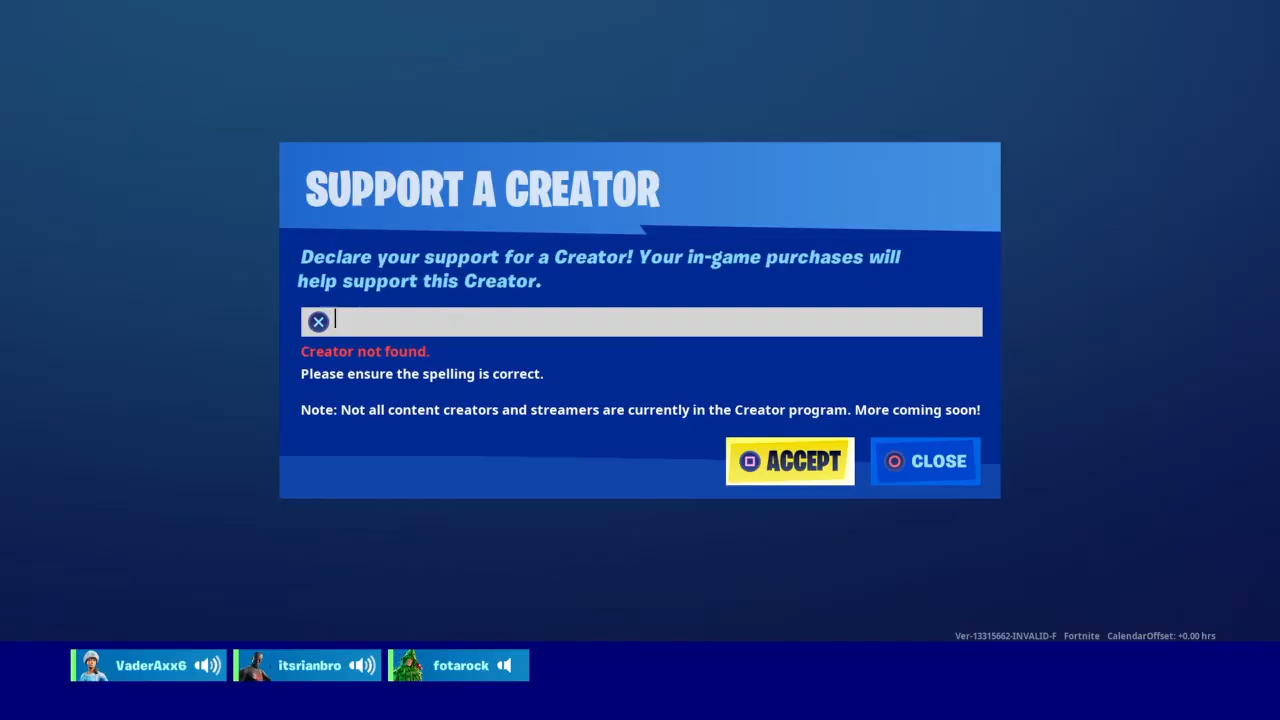 SUPPORT A CREATOR
Declare your support for a Creator! Your in-game purchases will
help support this Creator.
Creator not found.
Please ensure the spelling is correct.
Note: Not all content creators and streamers are currently in the Creator program. More coming soon!
ACCEPT
CLOSE
Ver-13315662-INVALID-F Fortnite CalendarOffset: +0.00 hrs
VaderAxx6
itsrianbro
fotarock